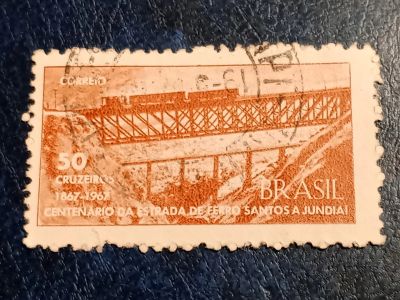 CORREIO
50
CRUZEIROS
1867-1967
BRASIL
CENTENÁRIO DA ESTRADA DE FERRO SANTOS A JUNDIAÍ